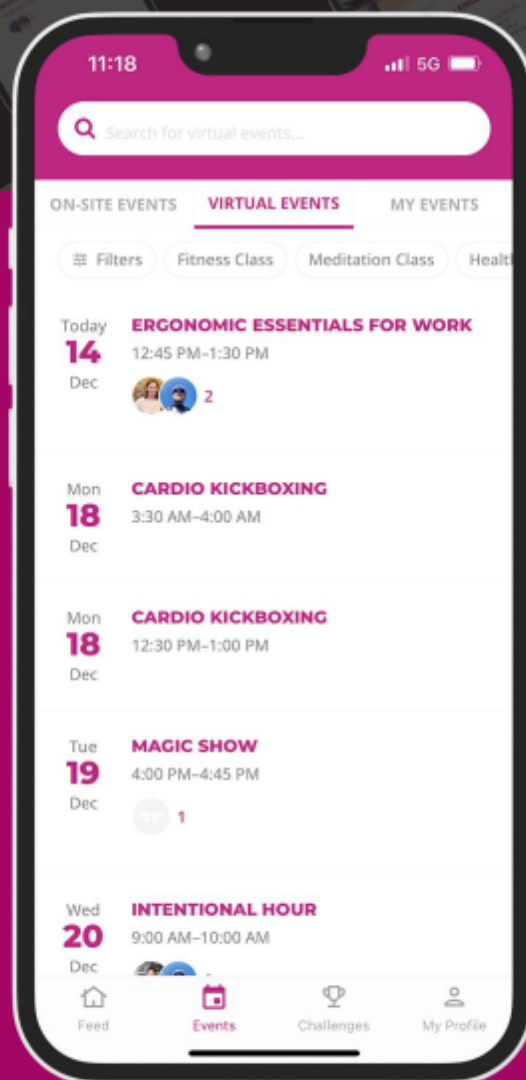 11:18
5G
Search for virtual events...
ON-SITE EVENTS VIRTUAL EVENTS MY EVENTS
Filters Fitness Class Meditation Class Healt
Today
14
Dec
ERGONOMIC ESSENTIALS FOR WORK
12:45 PM–1:30 PM
2
Mon
18
Dec
CARDIO KICKBOXING
3:30 AM–4:00 AM
Mon
18
Dec
CARDIO KICKBOXING
12:30 PM–1:00 PM
Tue
19
Dec
MAGIC SHOW
4:00 PM–4:45 PM
1
Wed
20
Dec
INTENTIONAL HOUR
9:00 AM–10:00 AM
Feed Events Challenges My Profile